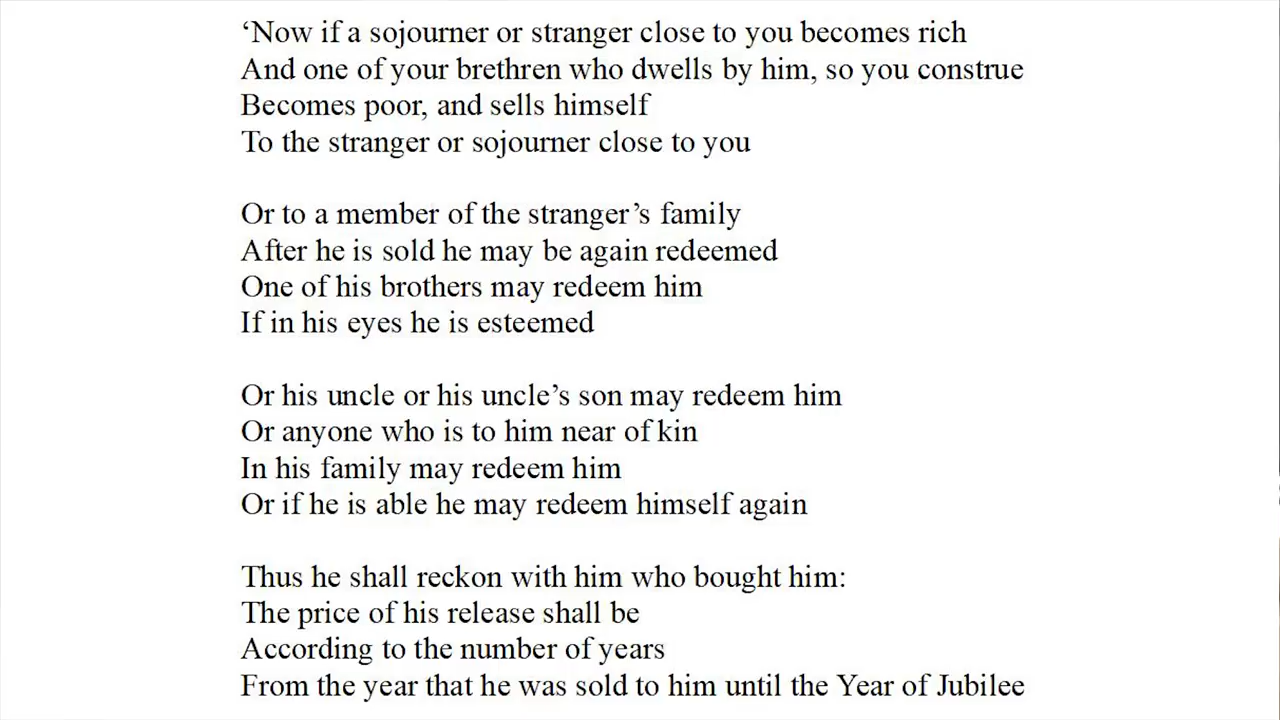 ‘Now if a sojourner or stranger close to you becomes rich
And one of your brethren who dwells by him, so you construe
Becomes poor, and sells himself
To the stranger or sojourner close to you
Or to a member of the stranger’s family
After he is sold he may be again redeemed
One of his brothers may redeem him
If in his eyes he is esteemed
Or his uncle or his uncle’s son may redeem him
Or anyone who is to him near of kin
In his family may redeem him
Or if he is able he may redeem himself again
Thus he shall reckon with him who bought him:
The price of his release shall be
According to the number of years
From the year that he was sold to him until the Year of Jubilee